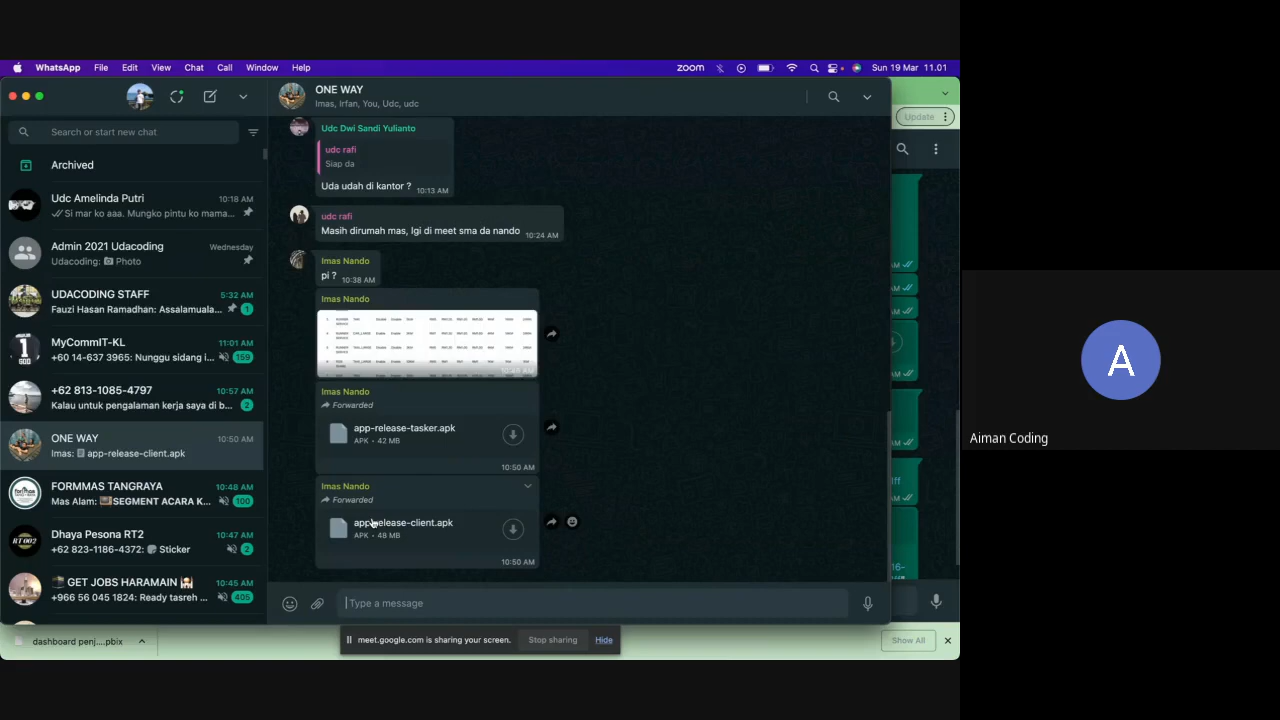 WhatsApp File Edit View Chat Call Window Help
zoom Sun 19 Mar 11.01
Search or start new chat
Archived
Udc Amelinda Putri 10:18 AM
Si mar ko aaa. Mungko pintu ko mama...
Admin 2021 Udacoding Wednesday
Udacoding: Photo
UDACODING STAFF 5:32 AM
Fauzi Hasan Ramadhan: Assalamuala... 1
MyCommIT-KL 11:01 AM
+60 14-637 3965: Nunggu sidang i... 159
+62 813-1085-4797 10:57 AM
Kalau untuk pengalaman kerja saya di b... 2
ONE WAY 10:50 AM
Imas: app-release-client.apk
FORMMAS TANGRAYA 10:48 AM
Mas Alam: SEGMENT ACARA K... 100
Dhaya Pesona RT2 10:47 AM
+62 823-1186-4372: Sticker 2
GET JOBS HARAMAIN 10:45 AM
+966 56 045 1824: Ready tasreh ... 405
ONE WAY
Imas, Irfan, You, Udc, udc
Udc Dwi Sandi Yulianto
udc rafi
Siap da
Uda udah di kantor ? 10:13 AM
udc rafi
Masih dirumah mas, lgi di meet sma da nando 10:24 AM
Imas Nando
pi ? 10:38 AM
Imas Nando
Imas Nando
Forwarded
app-release-tasker.apk
APK • 42 MB
10:50 AM
Imas Nando
Forwarded
app-release-client.apk
APK • 48 MB
10:50 AM
Type a message
Update
dashboard penj....pbix
meet.google.com is sharing your screen. Stop sharing Hide
Show All
A
Aiman Coding